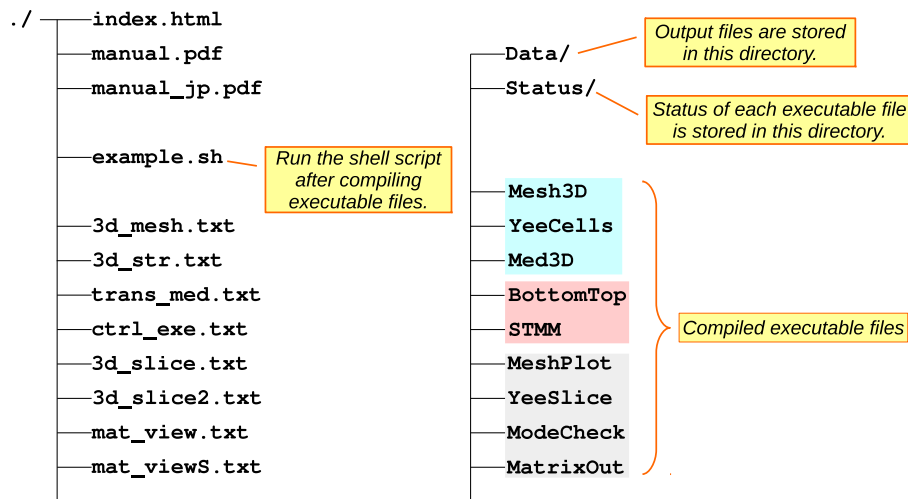 ./
index.html
manual.pdf
manual_jp.pdf
example.sh
Run the shell script
after compiling
executable files.
3d_mesh.txt
3d_str.txt
trans_med.txt
ctrl_exe.txt
3d_slice.txt
3d_slice2.txt
mat_view.txt
mat_viewS.txt
Data/
Output files are stored
in this directory.
Status/
Status of each executable file
is stored in this directory.
Mesh3D
YeeCells
Med3D
BottomTop
STMM
MeshPlot
YeeSlice
ModeCheck
MatrixOut
Compiled executable files